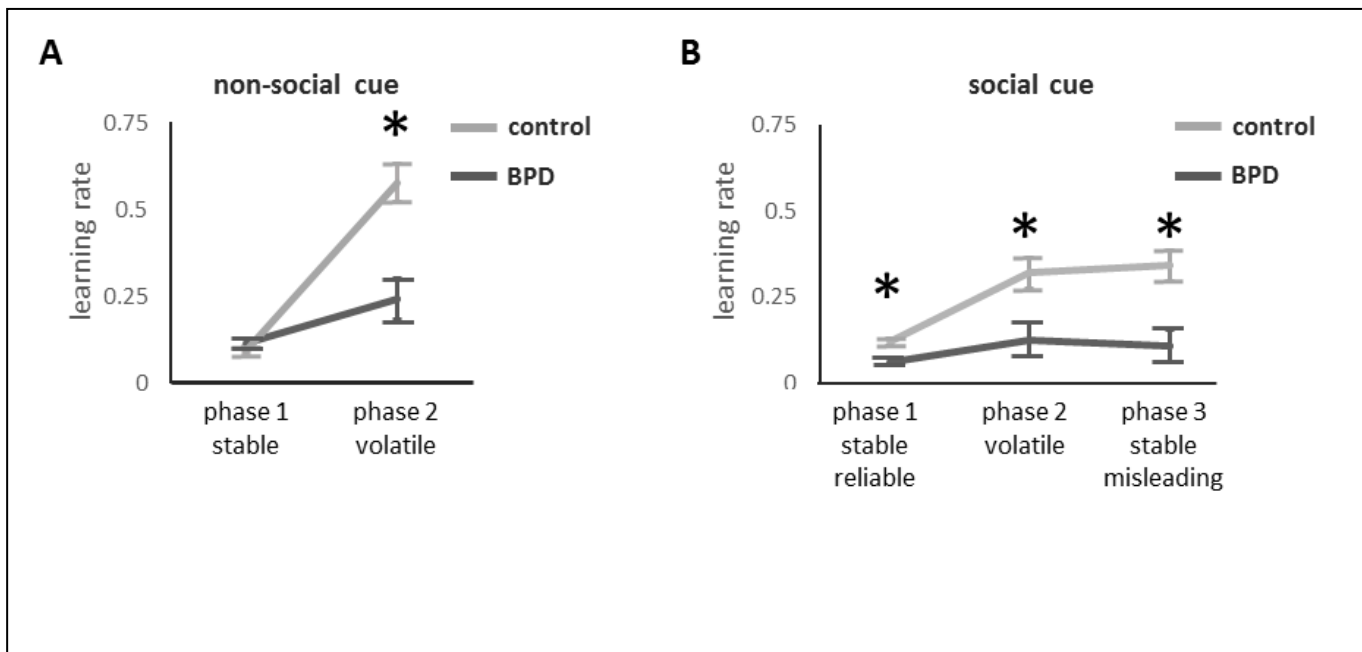 A
non-social cue
0.75
0.5
0.25
0
learning rate
*
control
BPD
phase 1
stable
phase 2
volatile
B
social cue
0.75
0.5
0.25
0
learning rate
*
*
*
control
BPD
phase 1
stable
reliable
phase 2
volatile
phase 3
stable
misleading